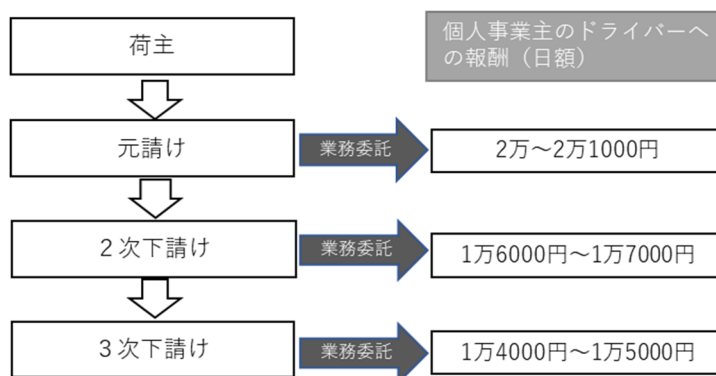 荷主
個人事業主のドライバーへ
の報酬（日額）
元請け
業務委託
2万～2万1000円
２次下請け
業務委託
1万6000円～1万7000円
３次下請け
業務委託
1万4000円～1万5000円